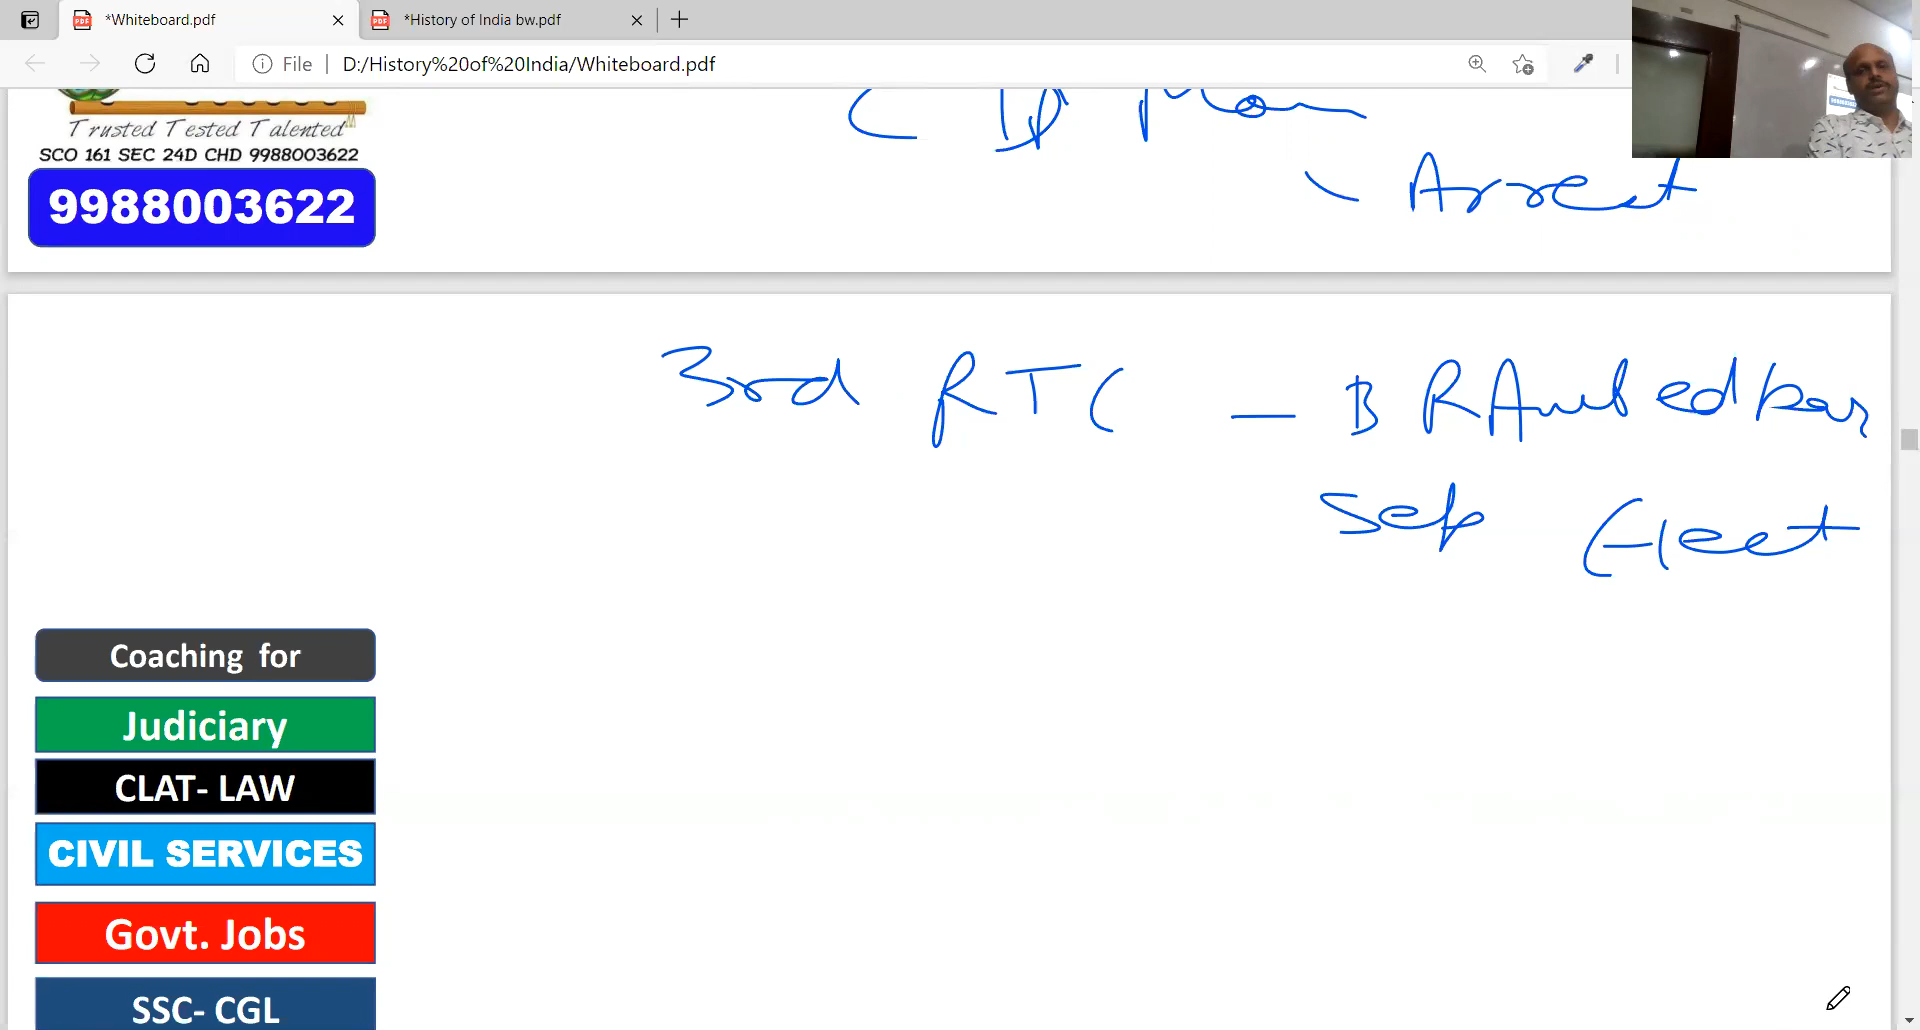 *Whiteboard.pdf
*History of India bw.pdf
File
D:/History%20of%20India/Whiteboard.pdf
Trusted Tested Talented
SCO 161 SEC 24D CHD 9988003622
9988003622
Arrest
3rd RTC — B R Ambedkar
Sep Elect
Coaching for
Judiciary
CLAT- LAW
CIVIL SERVICES
Govt. Jobs
SSC- CGL